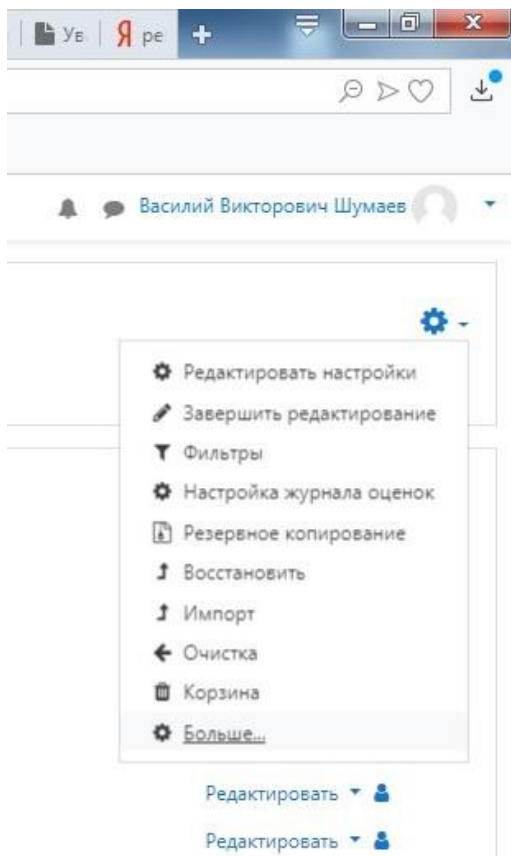 Ув
Я ре
Василий Викторович Шумаев
Редактировать настройки
Завершить редактирование
Фильтры
Настройка журнала оценок
Резервное копирование
Восстановить
Импорт
Очистка
Корзина
Больше...
Редактировать
Редактировать